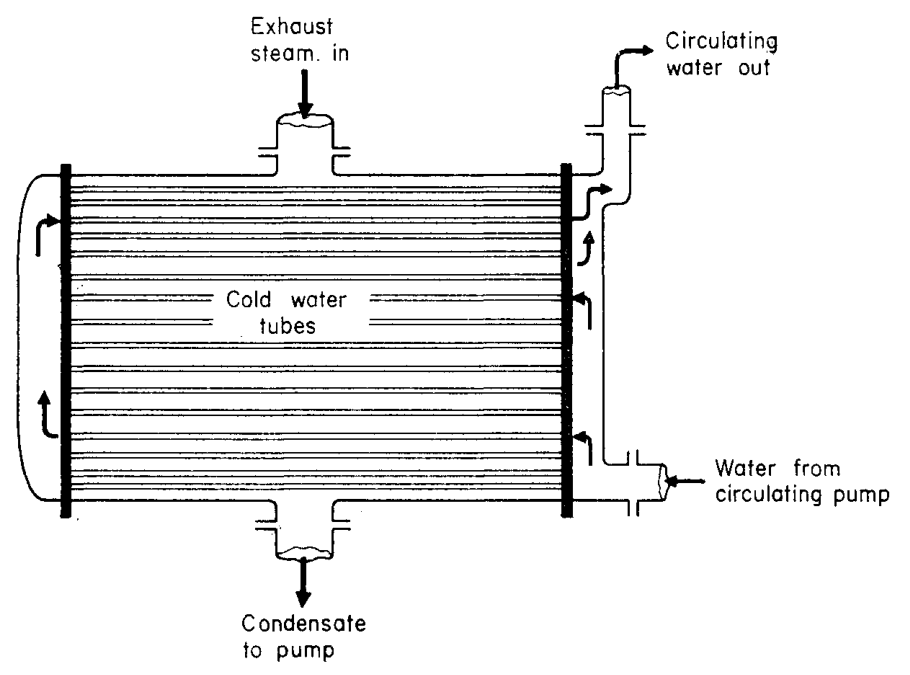 Exhaust
steam. in
Circulating
water out
Cold water
tubes
Water from
circulating pump
Condensate
to pump